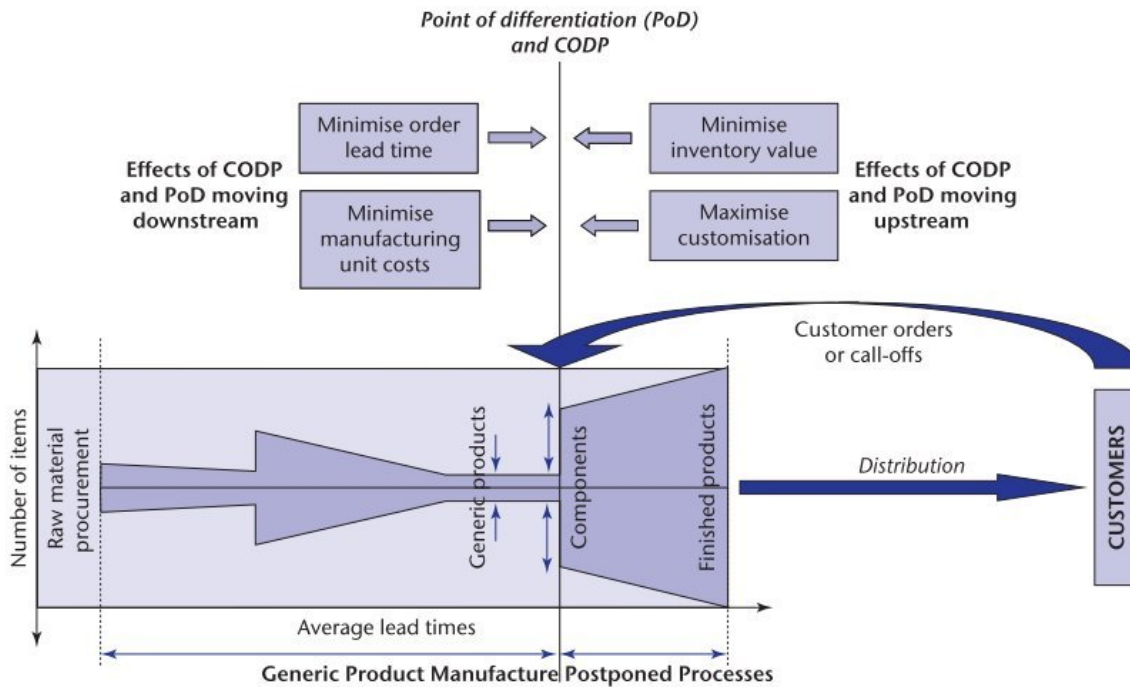 Point of differentiation (PoD)
and CODP
Minimise order
lead time
Minimise
inventory value
Effects of CODP
and PoD moving
downstream
Effects of CODP
and PoD moving
upstream
Minimise
manufacturing
unit costs
Maximise
customisation
Customer orders
or call-offs
Number of items
Raw material
procurement
Generic products
Components
Finished products
Distribution
CUSTOMERS
Average lead times
Generic Product Manufacture
Postponed Processes